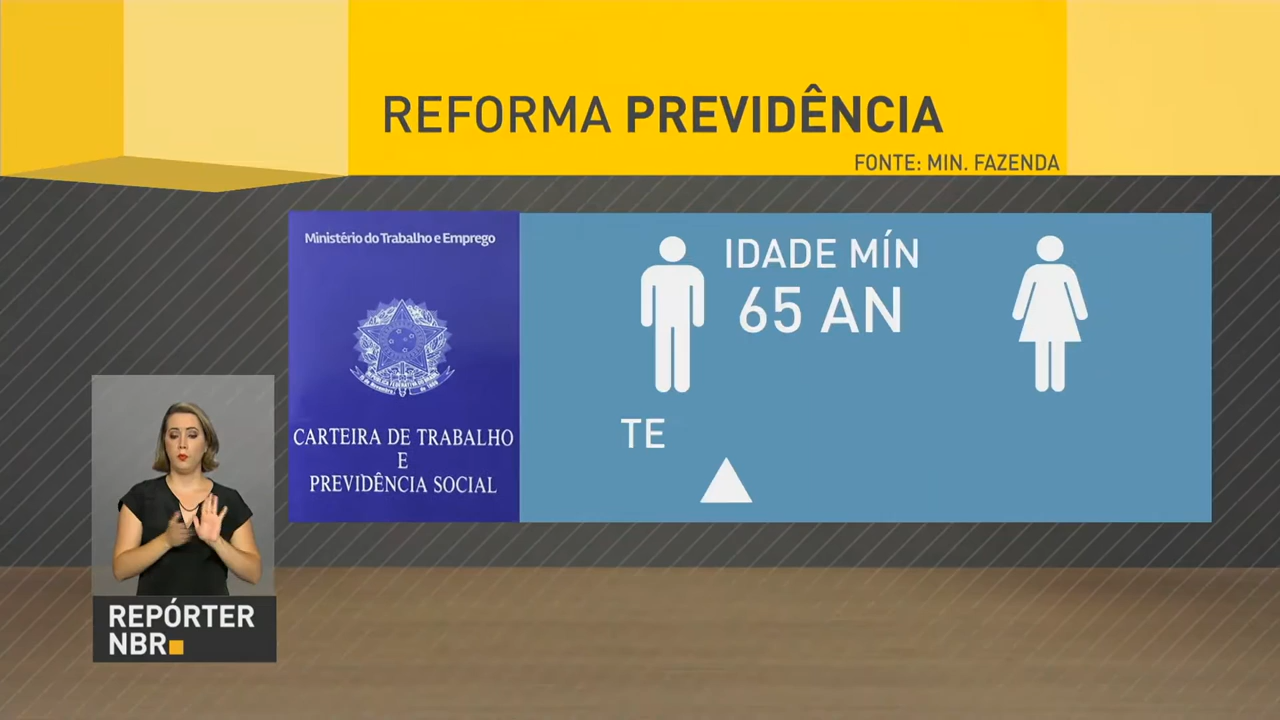 REFORMA PREVIDÊNCIA
FONTE: MIN. FAZENDA
Ministério do Trabalho e Emprego
CARTEIRA DE TRABALHO
E
PREVIDÊNCIA SOCIAL
IDADE MÍN
65 AN
TE
REPÓRTER
NBR